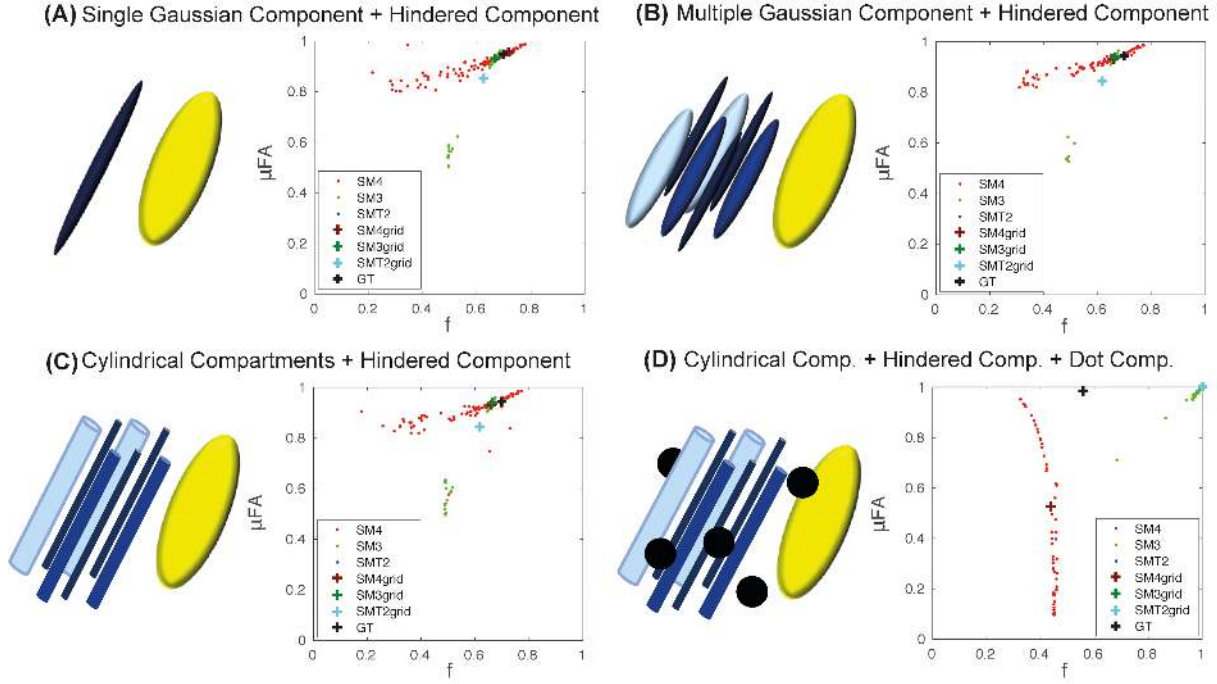 (A) Single Gaussian Component + Hindered Component
1
0.8
0.6
0.4
0.2
0
μFA
SM4
SM3
SMT2
SM4grid
SM3grid
SMT2grid
GT
0 0.2 0.4 0.6 0.8 1
f
(B) Multiple Gaussian Component + Hindered Component
1
0.8
0.6
0.4
0.2
0
μFA
SM4
SM3
SMT2
SM4grid
SM3grid
SMT2grid
GT
0 0.2 0.4 0.6 0.8 1
f
(C) Cylindrical Compartments + Hindered Component
1
0.8
0.6
0.4
0.2
0
μFA
SM4
SM3
SMT2
SM4grid
SM3grid
SMT2grid
GT
0 0.2 0.4 0.6 0.8 1
f
(D) Cylindrical Comp. + Hindered Comp. + Dot Comp.
1
0.8
0.6
0.4
0.2
0
μFA
SM4
SM3
SMT2
SM4grid
SM3grid
SMT2grid
GT
0 0.2 0.4 0.6 0.8 1
f